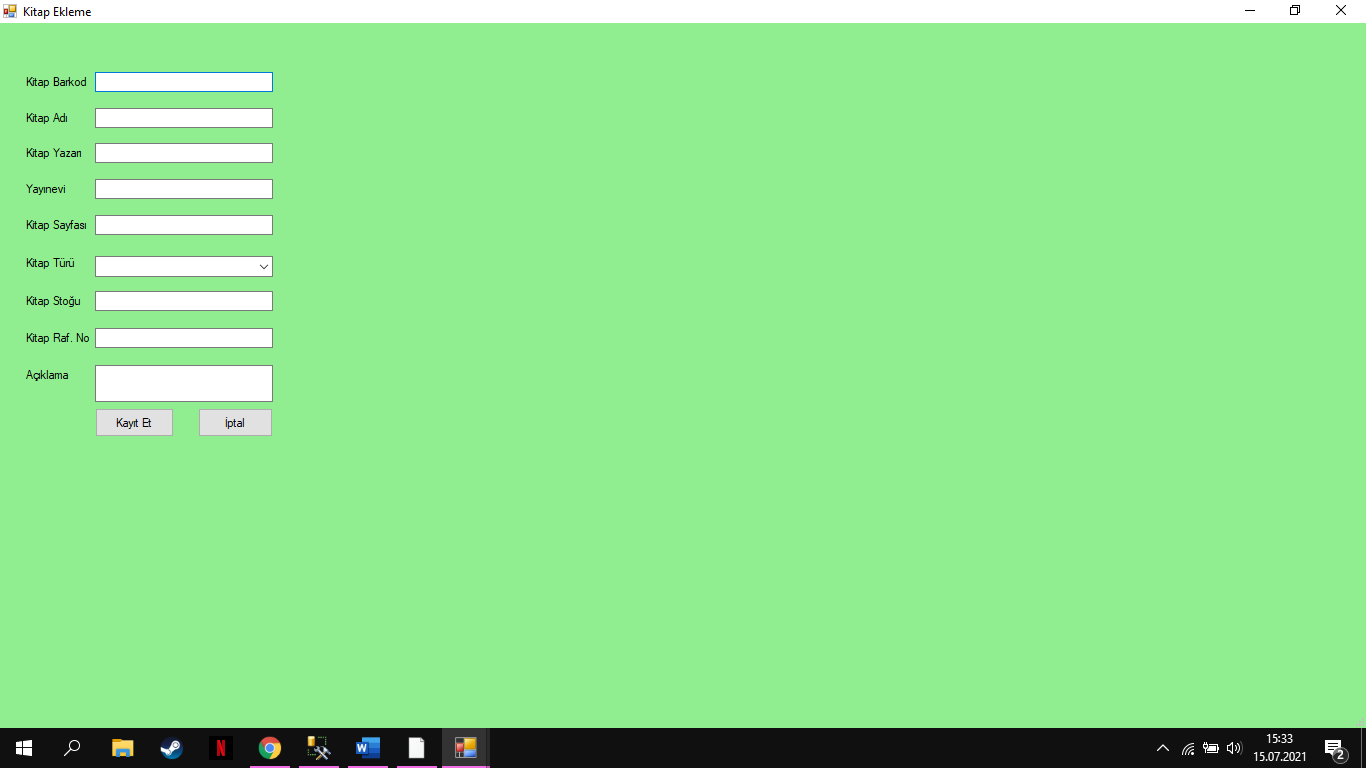 Kitap Ekleme
Kitap Barkod
Kitap Adı
Kitap Yazarı
Yayınevi
Kitap Sayfası
Kitap Türü
Kitap Stoğu
Kitap Raf. No
Açıklama
Kayıt Et İptal
15:33
15.07.2021
2